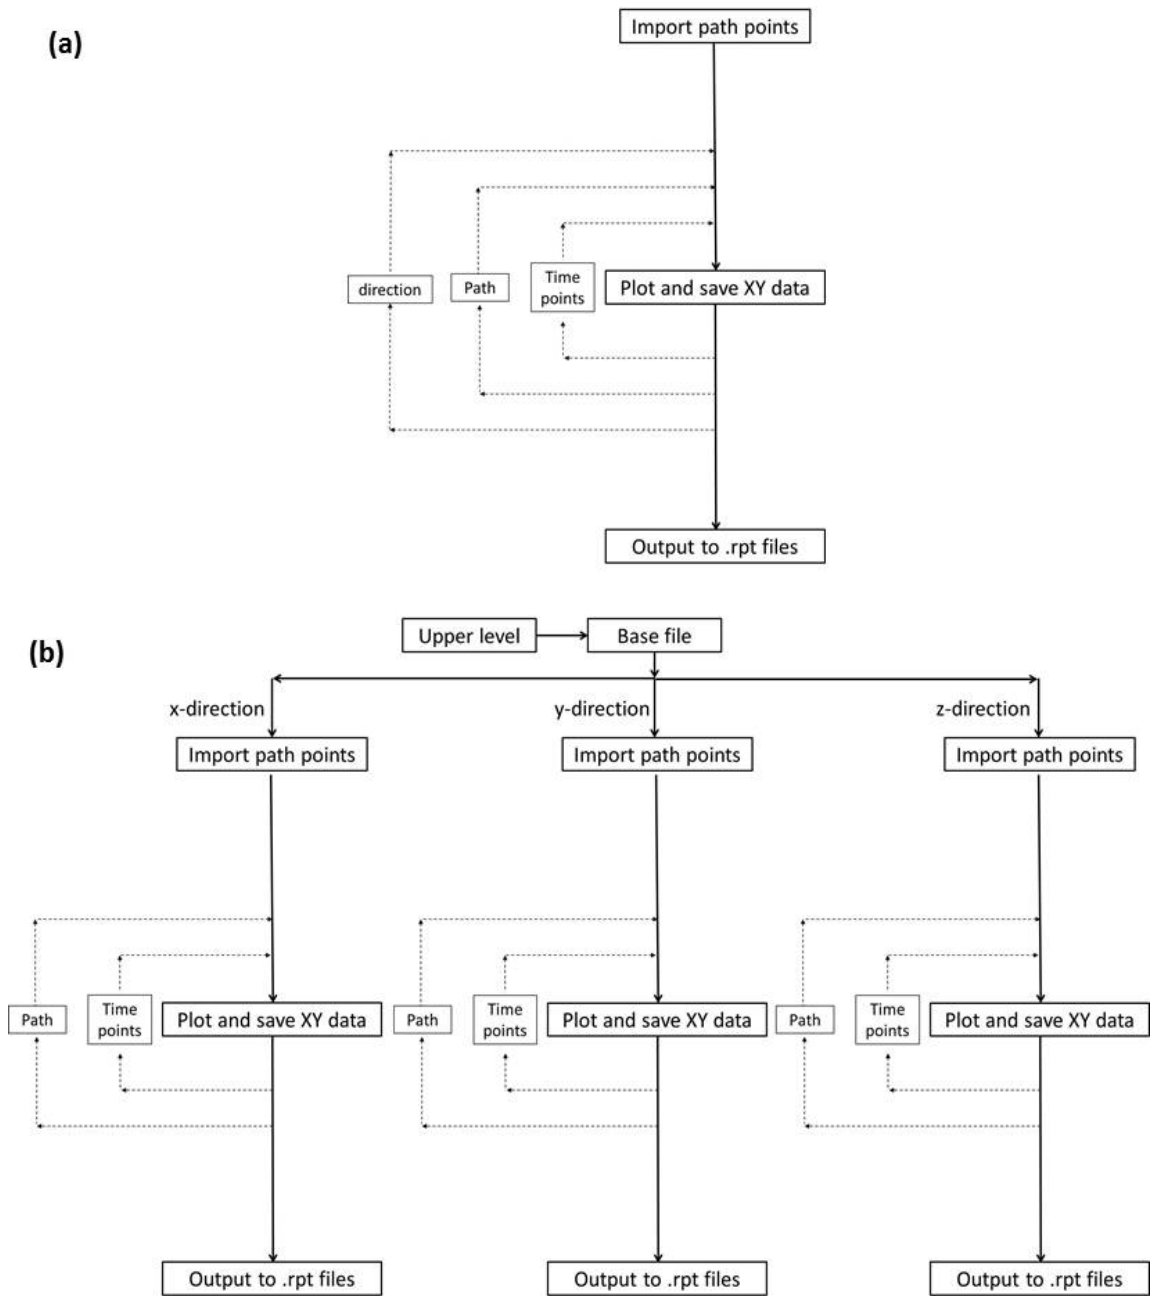 (a)
Import path points
direction
Path
Time
points
Plot and save XY data
Output to .rpt files
(b)
Upper level
Base file
x-direction
y-direction
z-direction
Import path points
Import path points
Import path points
Path
Time
points
Plot and save XY data
Path
Time
points
Plot and save XY data
Path
Time
points
Plot and save XY data
Output to .rpt files
Output to .rpt files
Output to .rpt files